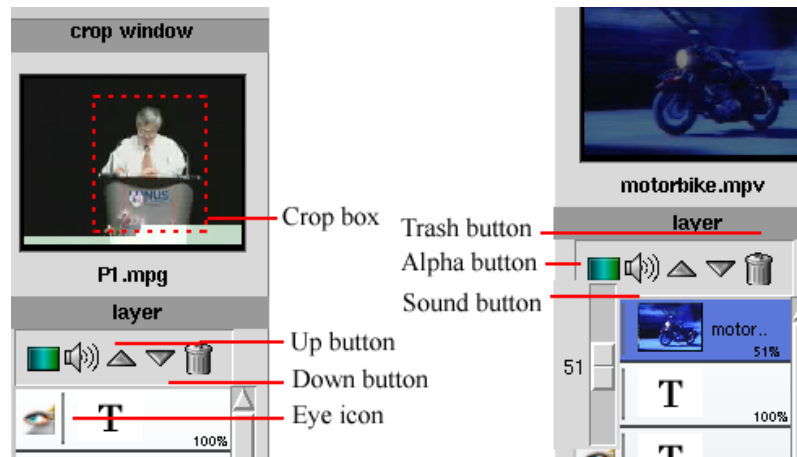 crop window
NUS
Crop box
P1.mpg
layer
Up button
Down button
Eye icon
T
100%
motorbike.mpv
Trash button
layer
Alpha button
Sound button
motor..
51%
51
T
100%
T